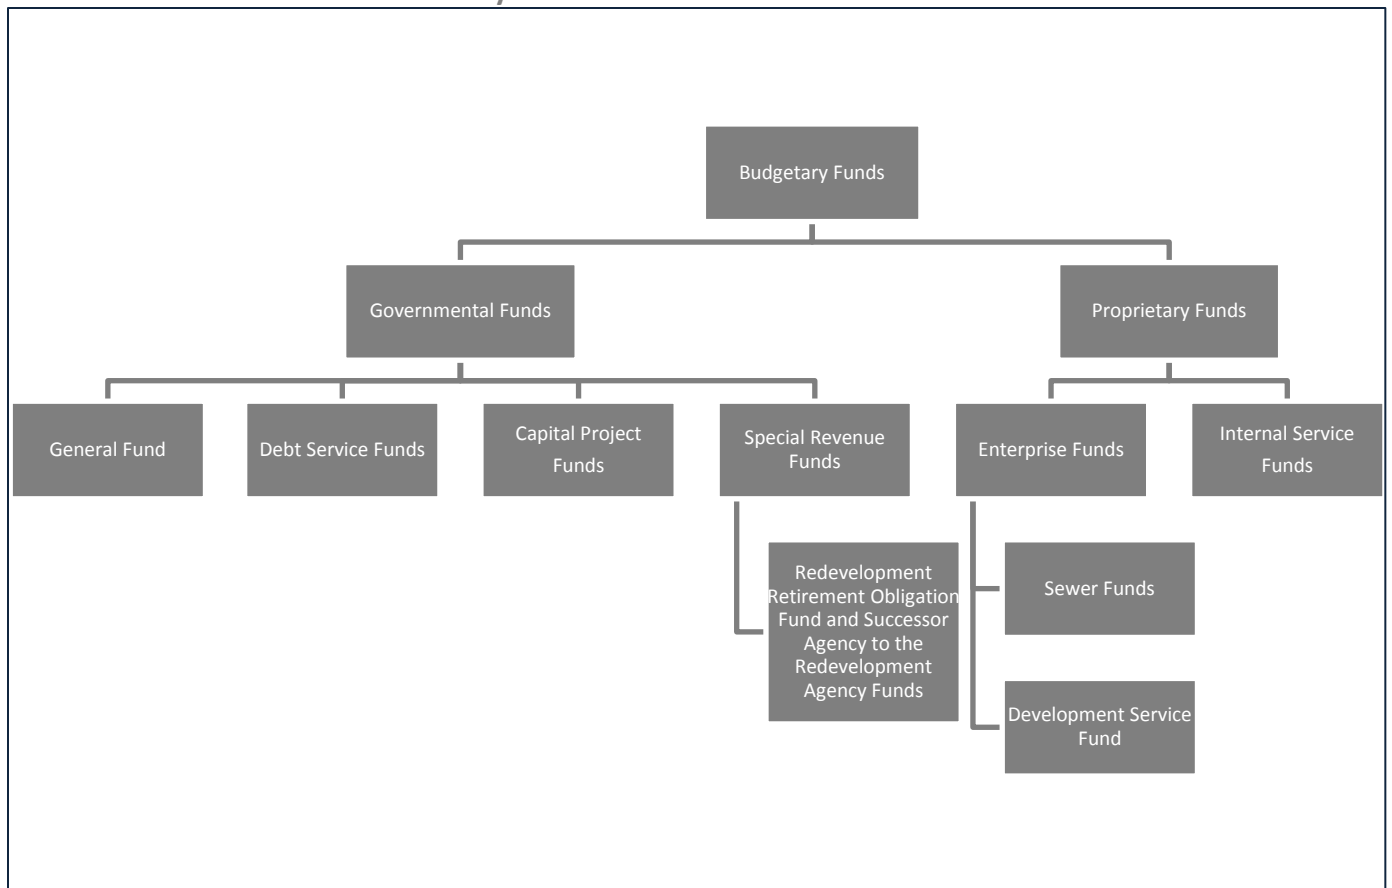 Budgetary Funds
Governmental Funds
Proprietary Funds
General Fund
Debt Service Funds
Capital Project
Funds
Special Revenue
Funds
Enterprise Funds
Internal Service
Funds
Redevelopment
Retirement Obligation
Fund and Successor
Agency to the
Redevelopment
Agency Funds
Sewer Funds
Development Service
Fund